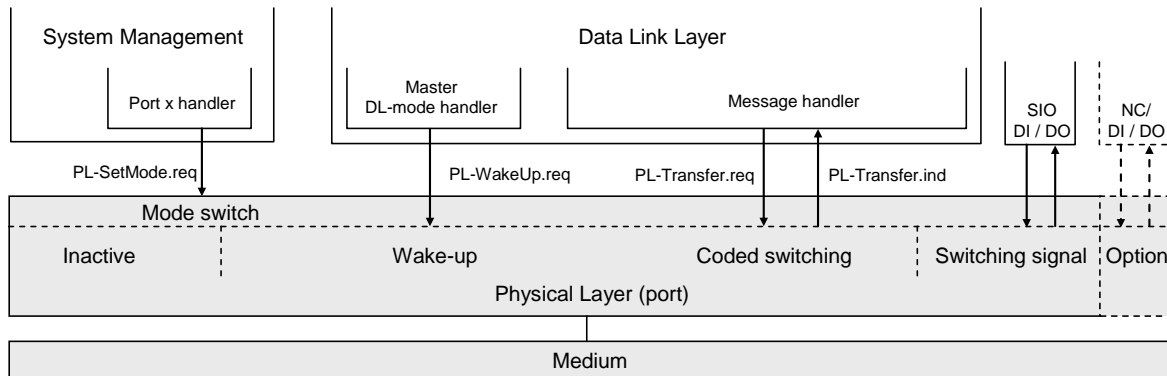 System Management
Data Link Layer
Port x handler
Master
DL-mode handler
Message handler
SIO
DI / DO
NC/
DI / DO
PL-SetMode.req
PL-WakeUp.req
PL-Transfer.req
PL-Transfer.ind
Mode switch
Inactive
Wake-up
Coded switching
Switching signal
Option
Physical Layer (port)
Medium